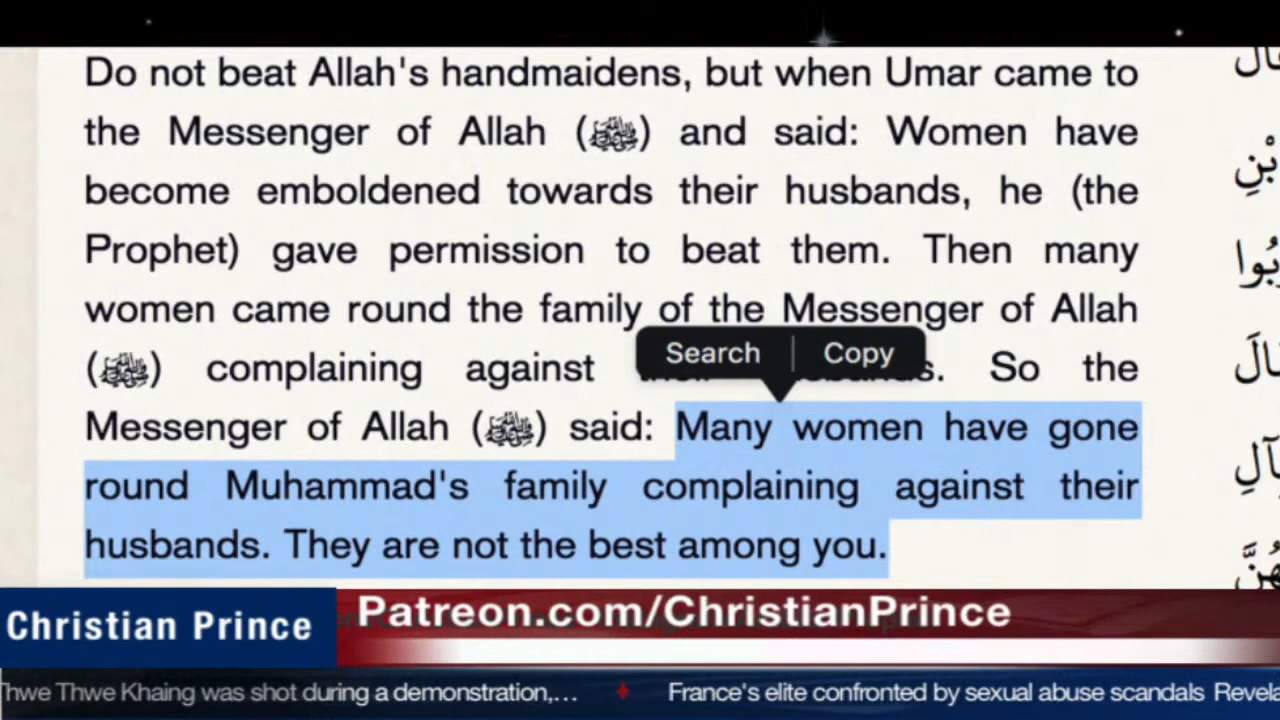 Do not beat Allah's handmaidens, but when Umar came to
the Messenger of Allah (ﷺ) and said: Women have
become emboldened towards their husbands, he (the
Prophet) gave permission to beat them. Then many
women came round the family of the Messenger of Allah
Search Copy
(ﷺ) complaining against their husbands. So the
Messenger of Allah (ﷺ) said: Many women have gone
round Muhammad's family complaining against their
husbands. They are not the best among you.
Christian Prince
Patreon.com/ChristianPrince
Thwe Thwe Khaing was shot during a demonstration,... France's elite confronted by sexual abuse scandals